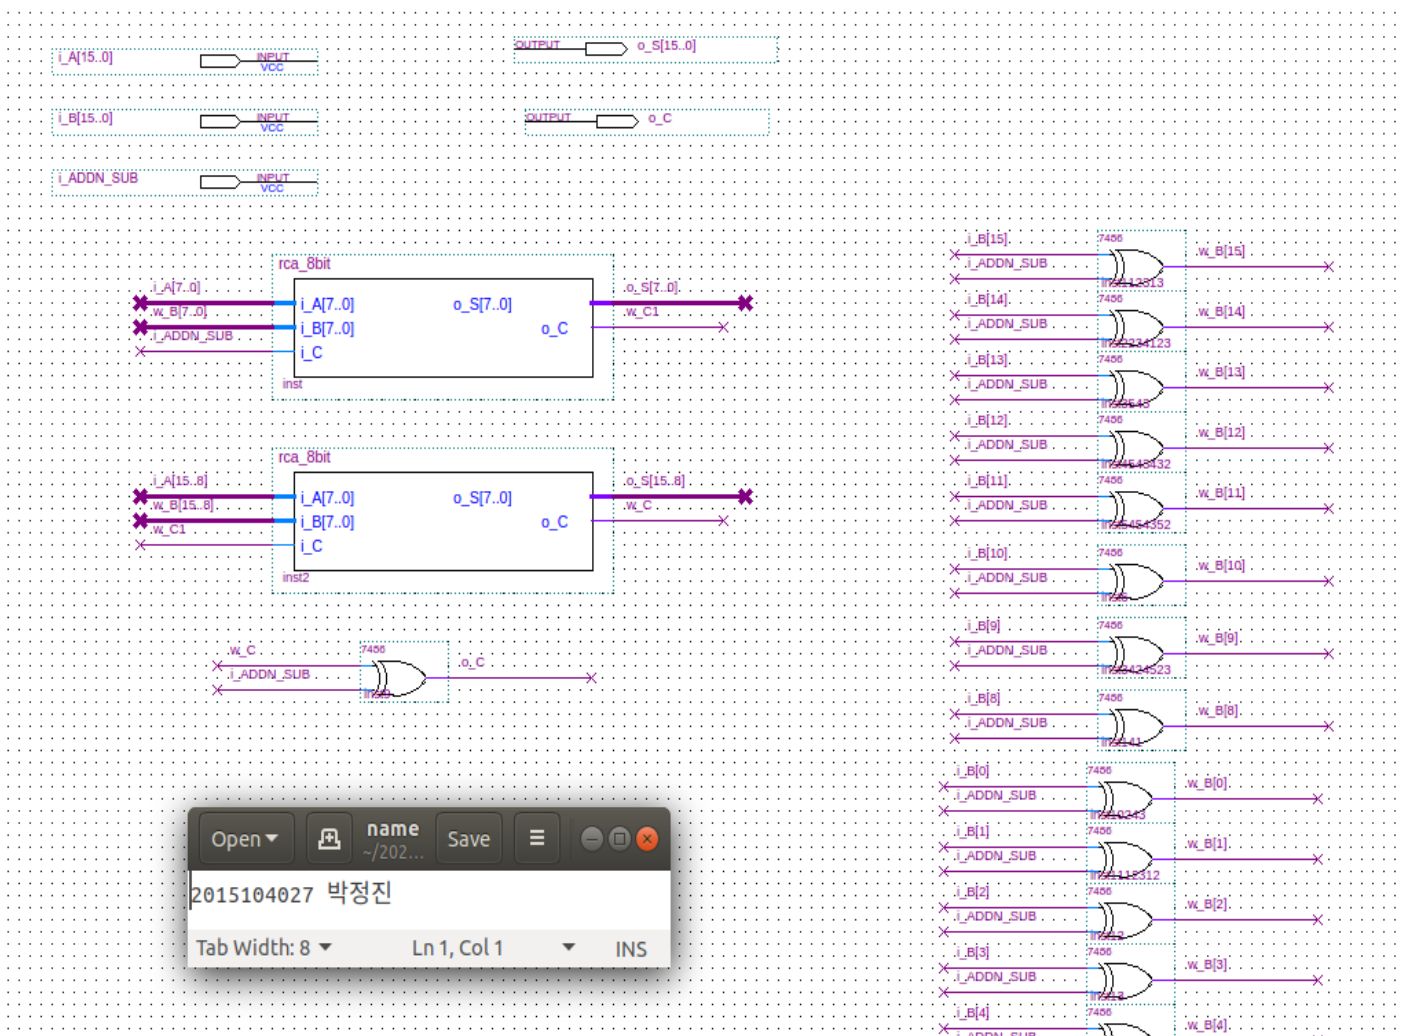 i_A[15..0]
INPUT
VCC
OUTPUT
o_S[15..0]
i_B[15..0]
INPUT
VCC
OUTPUT
o_C
i_ADDN_SUB
INPUT
VCC
rca_8bit
i_A[7..0]
w_B[7..0]
i_ADDN_SUB
i_A[7..0]
i_B[7..0]
i_C
o_S[7..0]
o_C
o_S[7..0]
w_C1
inst
rca_8bit
i_A[15..8]
w_B[15..8]
w_C1
i_A[7..0]
i_B[7..0]
i_C
o_S[7..0]
o_C
o_S[15..8]
w_C
inst2
w_C
i_ADDN_SUB
7486
o_C
Open
name
~/202...
Save
2015104027 박정진
Tab Width: 8
Ln 1, Col 1
INS
i_B[15]
i_ADDN_SUB
7486
w_B[15]
i_B[14]
i_ADDN_SUB
7486
w_B[14]
i_B[13]
i_ADDN_SUB
7486
w_B[13]
i_B[12]
i_ADDN_SUB
7486
w_B[12]
i_B[11]
i_ADDN_SUB
7486
w_B[11]
i_B[10]
i_ADDN_SUB
7486
w_B[10]
i_B[9]
i_ADDN_SUB
7486
w_B[9]
i_B[8]
i_ADDN_SUB
7486
w_B[8]
i_B[0]
i_ADDN_SUB
7486
w_B[0]
i_B[1]
i_ADDN_SUB
7486
w_B[1]
i_B[2]
i_ADDN_SUB
7486
w_B[2]
i_B[3]
i_ADDN_SUB
7486
w_B[3]
i_B[4]
i_ADDN_SUB
7486
w_B[4]